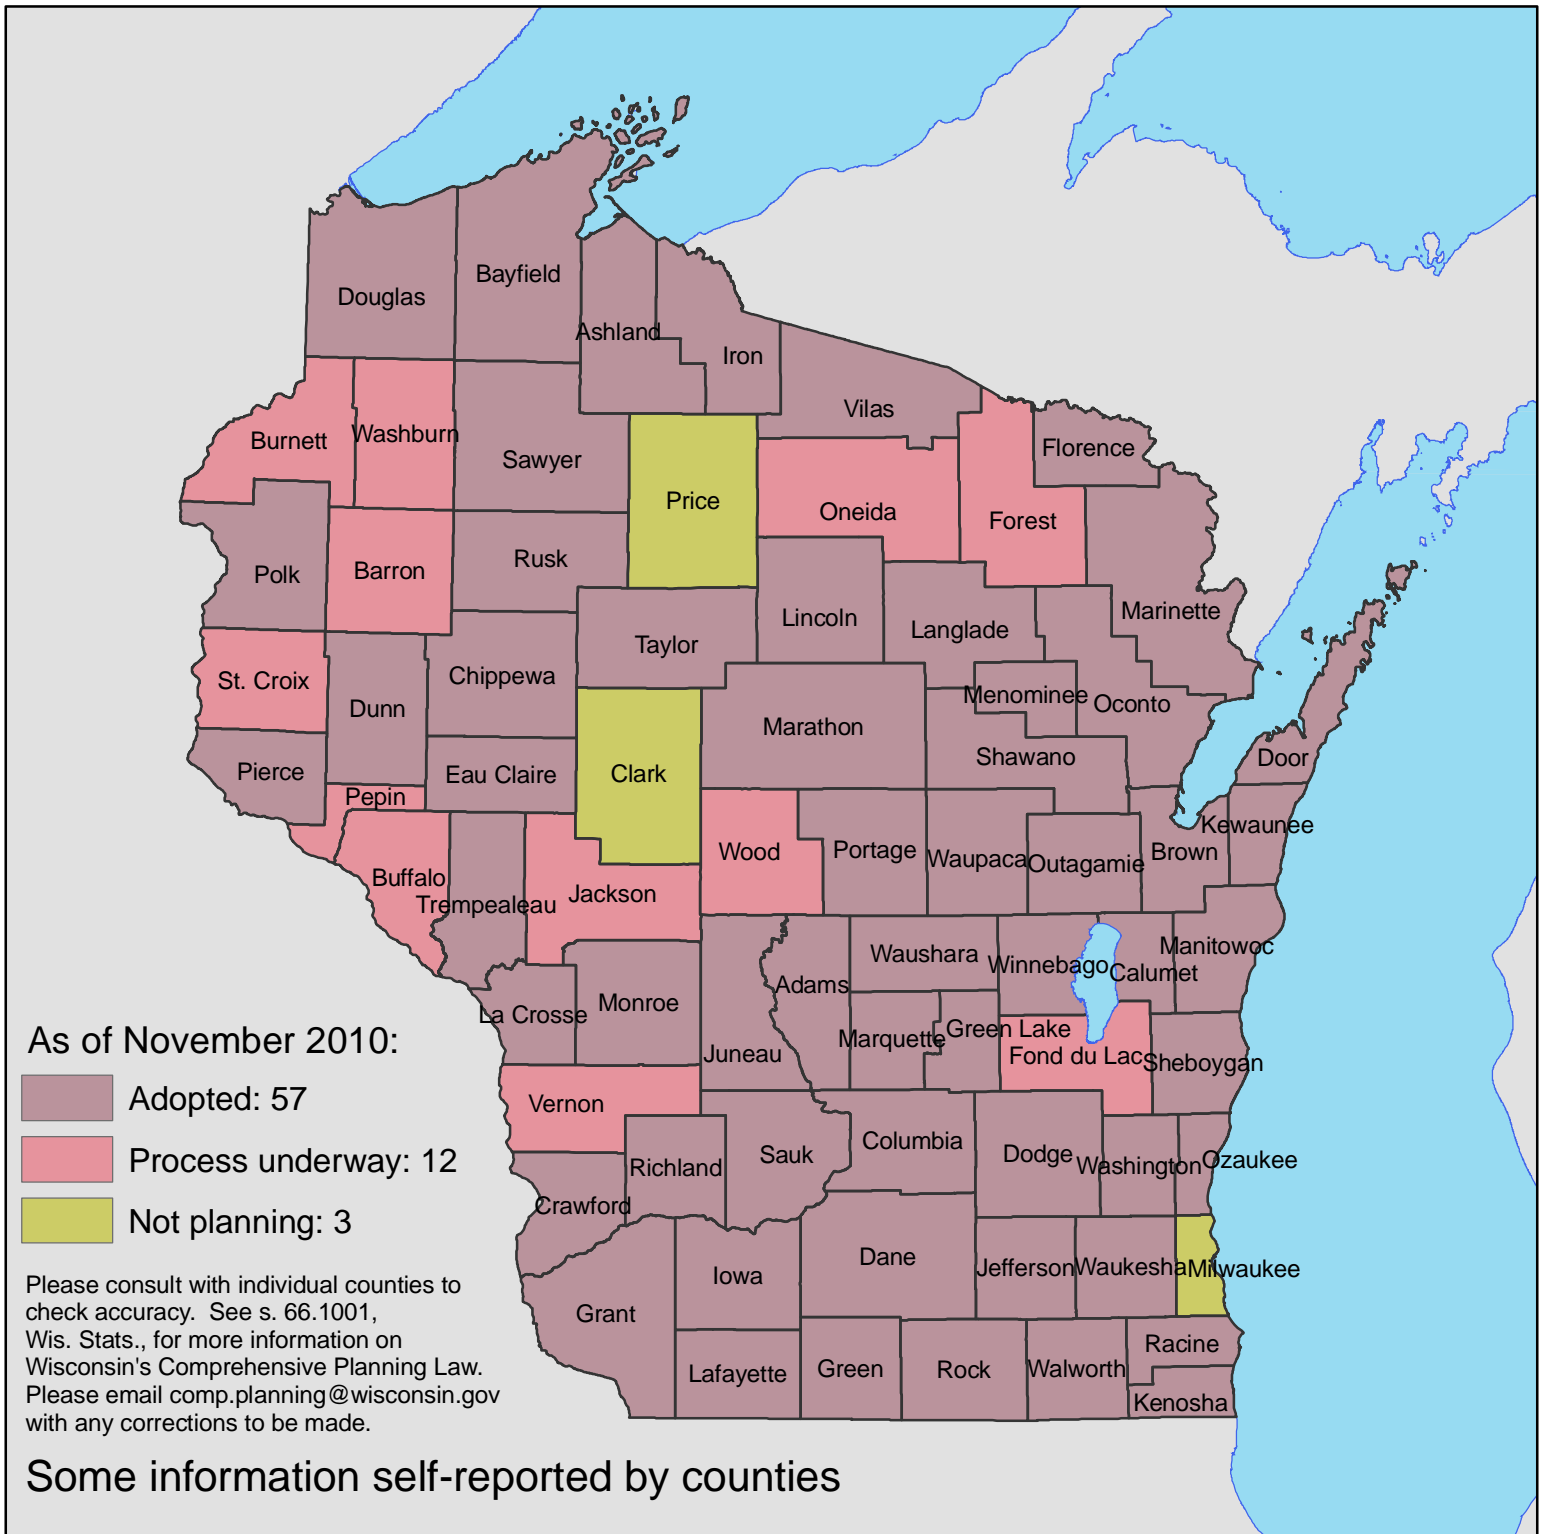 Bayfield
Douglas
Ashland
Iron
Vilas
Burnett
Washburn
Florence
Sawyer
Price
Oneida
Forest
Rusk
Barron
Polk
Marinette
Lincoln
Langlade
Taylor
Chippewa
St. Croix
Menominee
Oconto
Dunn
Marathon
Shawano
Door
Pierce
Eau Claire
Clark
Pepin
Kewaunee
Wood
Portage
Waupaca
Outagamie
Brown
Buffalo
Jackson
Trempealeau
Manitowoc
Waushara
Winnebago
Calumet
Adams
Monroe
La Crosse
Green Lake
Marquette
Juneau
Fond du Lac
Sheboygan
As of November 2010:
Adopted: 57
Process underway: 12
Not planning: 3
Vernon
Columbia
Sauk
Dodge
Richland
Washington
Ozaukee
Crawford
Dane
Iowa
Jefferson
Waukesha
Milwaukee
Grant
Racine
Lafayette
Green
Rock
Walworth
Kenosha
Please consult with individual counties to
check accuracy.  See s. 66.1001,
Wis. Stats., for more information on
Wisconsin's Comprehensive Planning Law.
Please email comp.planning@wisconsin.gov
with any corrections to be made.
Some information self-reported by counties